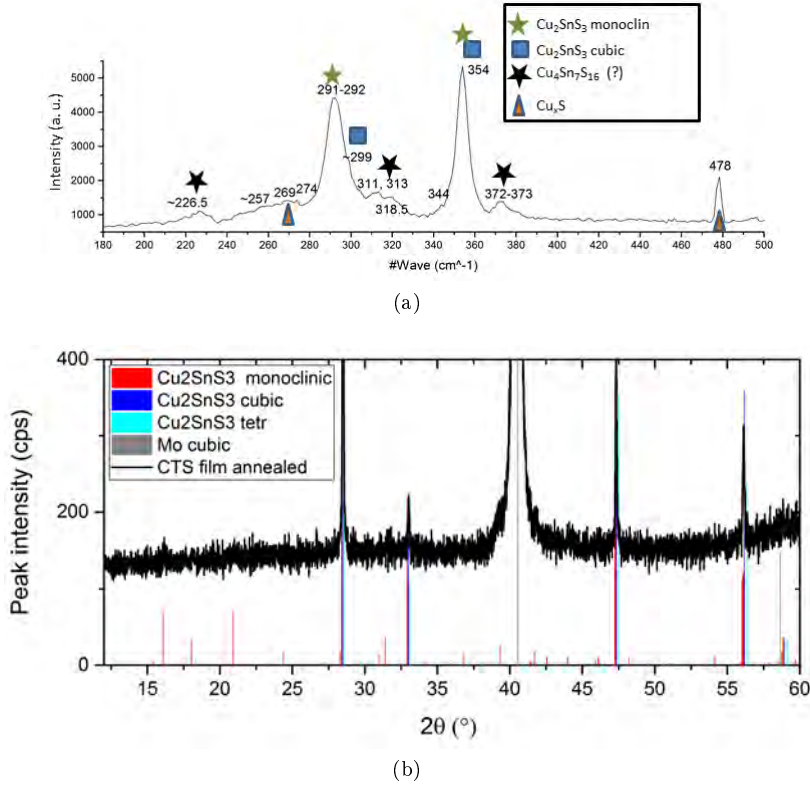 Cu₂SnS₃ monoclin
Cu₂SnS₃ cubic
Cu₄Sn₇S₁₆ (?)
CuₓS
Intensity (a. u.)
5000
4000
3000
2000
1000
~226.5
~257
269
274
291-292
~299
311, 313
318.5
344
354
372-373
478
180 200 220 240 260 280 300 320 340 360 380 400 420 440 460 480 500
#Wave (cm^-1)
(a)
Peak intensity (cps)
400
200
0
Cu2SnS3 monoclinic
Cu2SnS3 cubic
Cu2SnS3 tetr
Mo cubic
CTS film annealed
15 20 25 30 35 40 45 50 55 60
2θ (°)
(b)